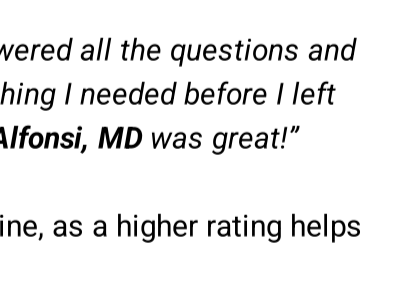 wered all the questions and
hing I needed before I left
Alfonsi, MD was great!”
ine, as a higher rating helps